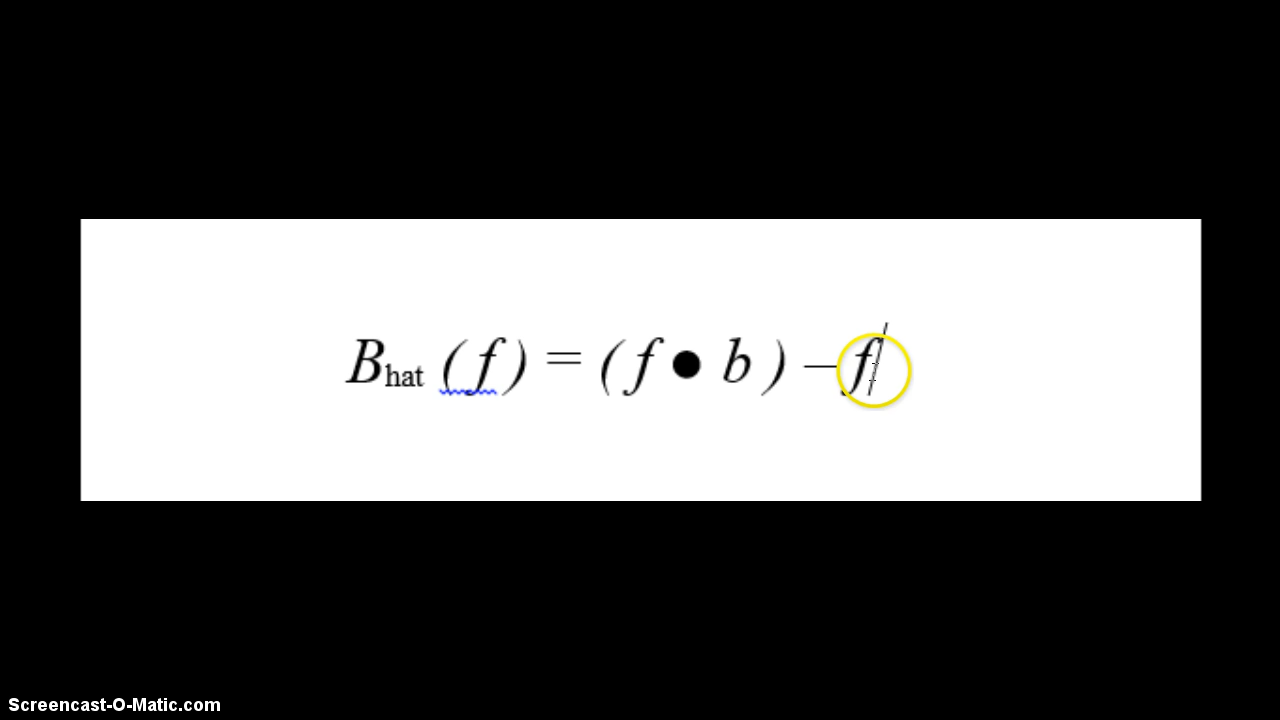 Bhat ( f ) = ( f ● b ) – f
Screencast-O-Matic.com